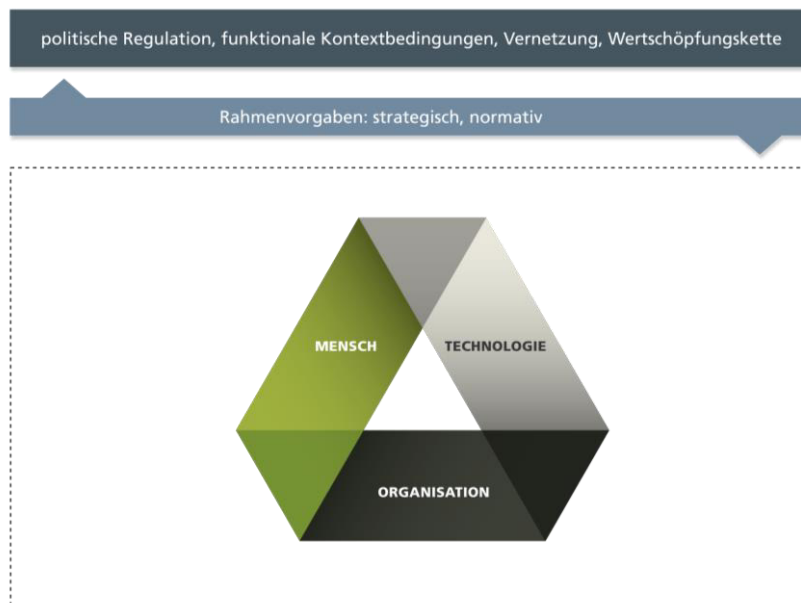 politische Regulation, funktionale Kontextbedingungen, Vernetzung, Wertschöpfungskette
Rahmenvorgaben: strategisch, normativ
MENSCH
TECHNOLOGIE
ORGANISATION